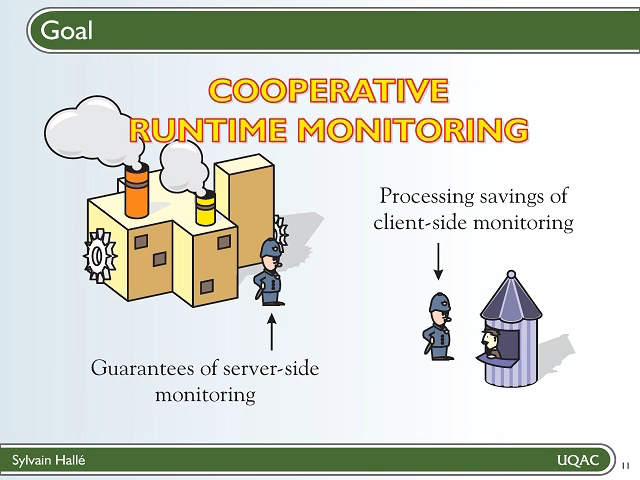 Goal
COOPERATIVE
RUNTIME MONITORING
Processing savings of
client-side monitoring
Guarantees of server-side
monitoring
Sylvain Hallé
UQAC
11